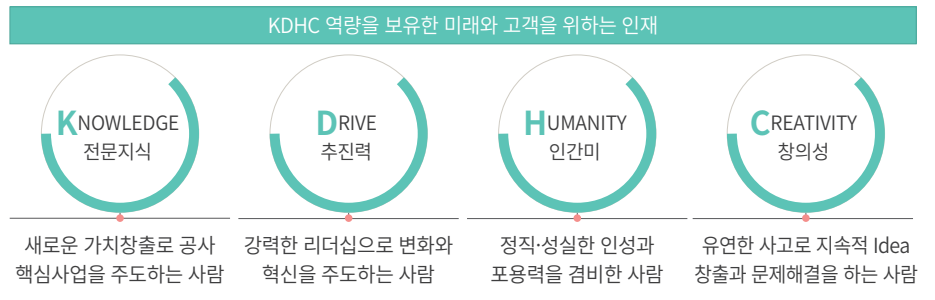 KDHC 역량을 보유한 미래와 고객을 위하는 인재
KNOWLEDGE
전문지식
새로운 가치창출로 공사
핵심사업을 주도하는 사람
DRIVE
추진력
강력한 리더십으로 변화와
혁신을 주도하는 사람
HUMANITY
인간미
정직·성실한 인성과
포용력을 겸비한 사람
CREATIVITY
창의성
유연한 사고로 지속적 Idea
창출과 문제해결을 하는 사람